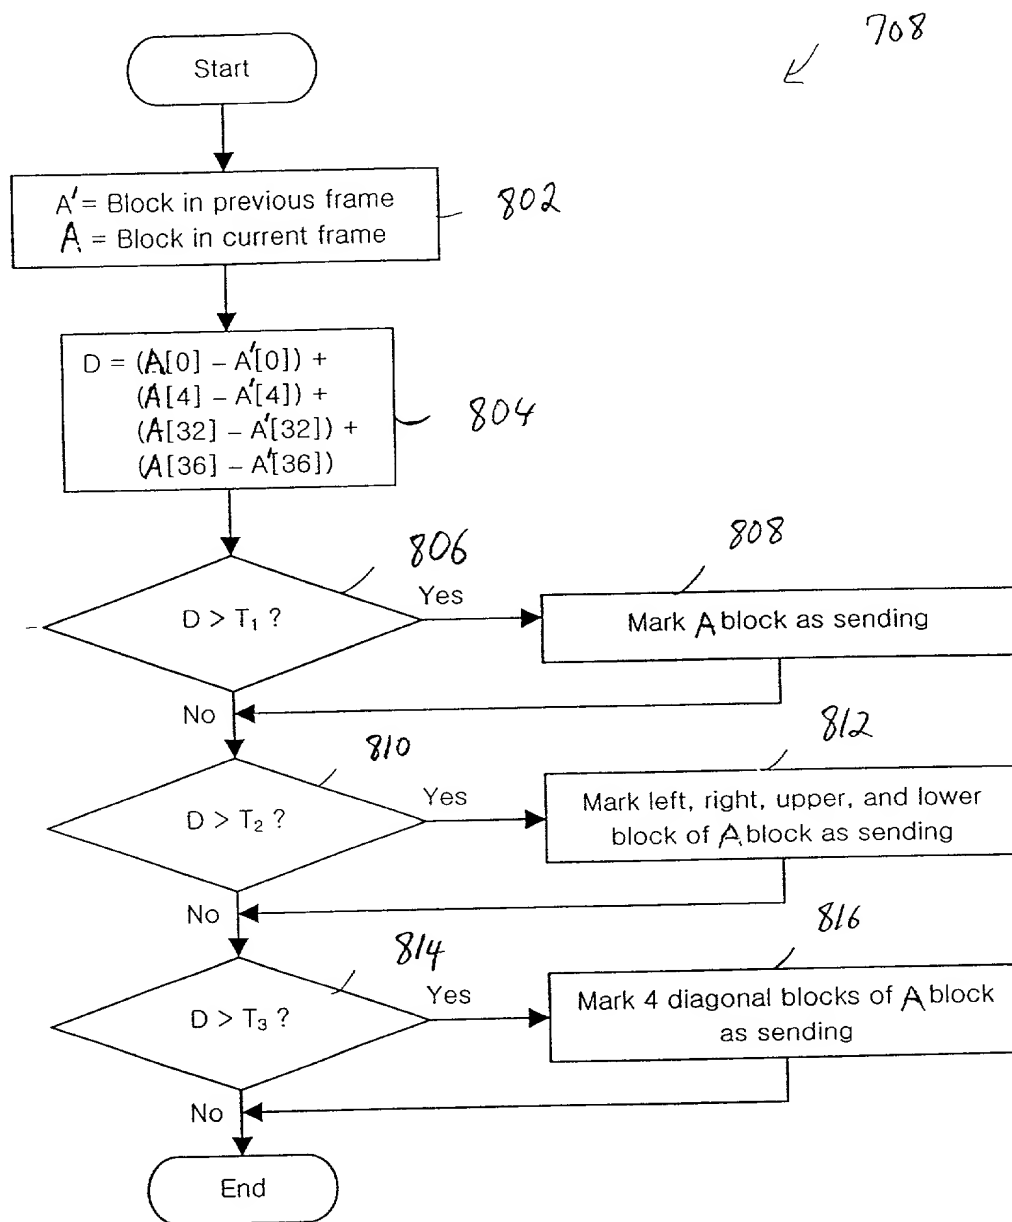 708
Start
A' = Block in previous frame
A = Block in current frame
802
D = (A[0] – A'[0]) +
(A[4] – A'[4]) +
(A[32] – A'[32]) +
(A[36] – A'[36])
804
806
808
D > T₁ ?
Yes
Mark A block as sending
No
810
812
D > T₂ ?
Yes
Mark left, right, upper, and lower
block of A block as sending
No
814
816
D > T₃ ?
Yes
Mark 4 diagonal blocks of A block
as sending
No
End